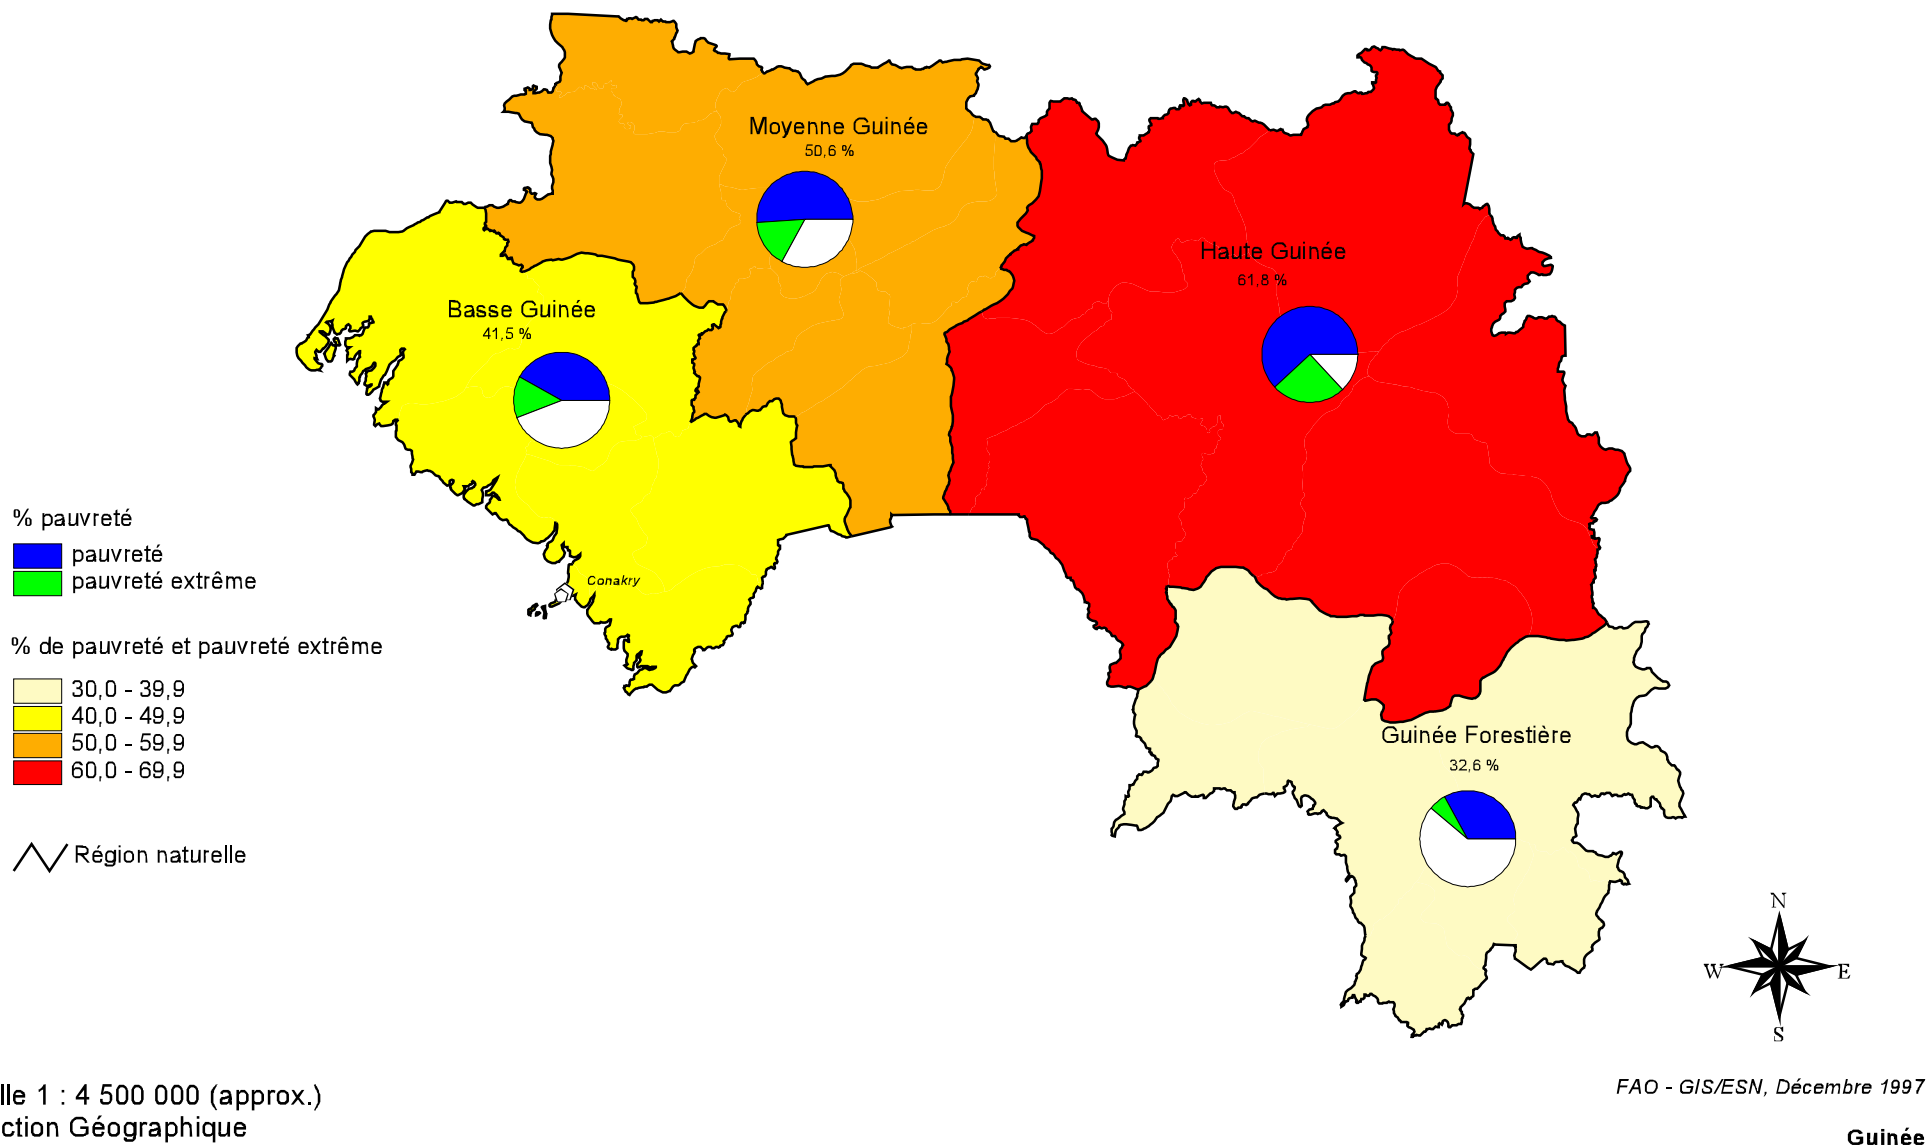 Moyenne Guinée
50,6 %
Haute Guinée
61,8 %
Basse Guinée
41,5 %
% pauvreté
pauvreté
pauvreté extrême
Conakry
% de pauvreté et pauvreté extrême
30,0 - 39,9
40,0 - 49,9
50,0 - 59,9
60,0 - 69,9
Guinée Forestière
32,6 %
Région naturelle
N
W
E
S
lle 1 : 4 500 000 (approx.)
ction Géographique
FAO - GIS/ESN, Décembre 1997
Guinée